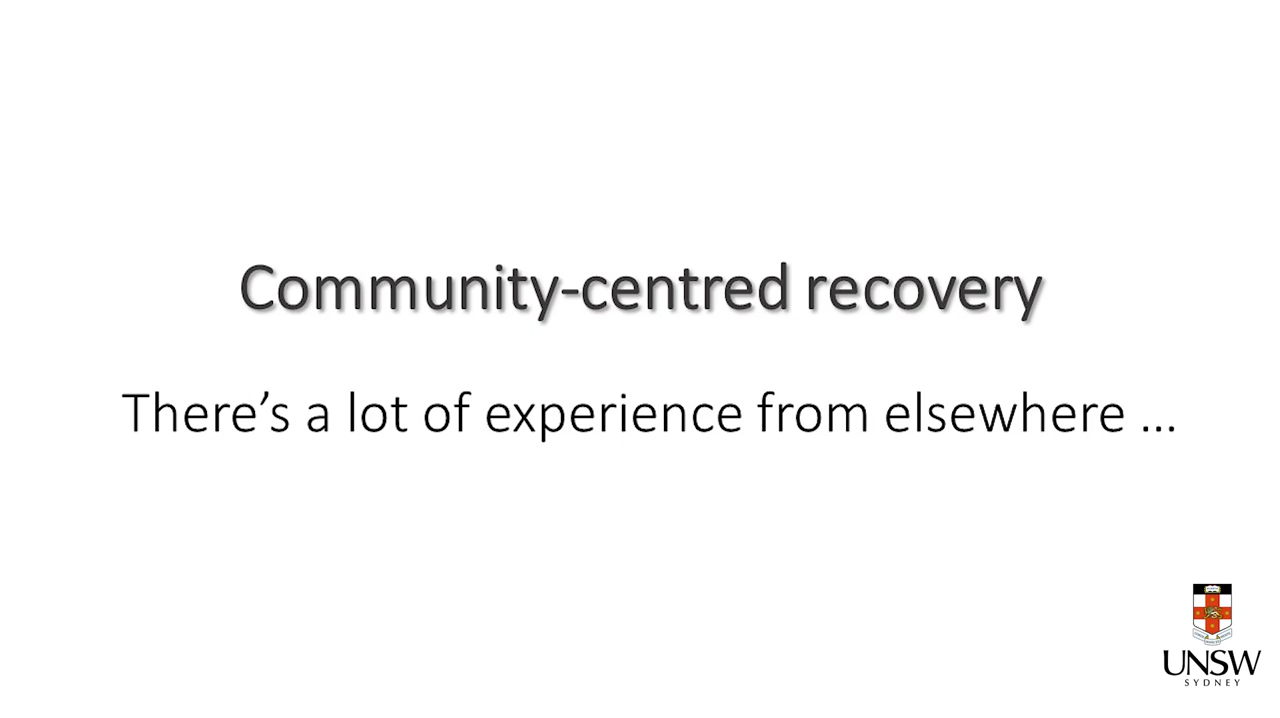 Community-centred recovery
There’s a lot of experience from elsewhere …
UNSW
SYDNEY